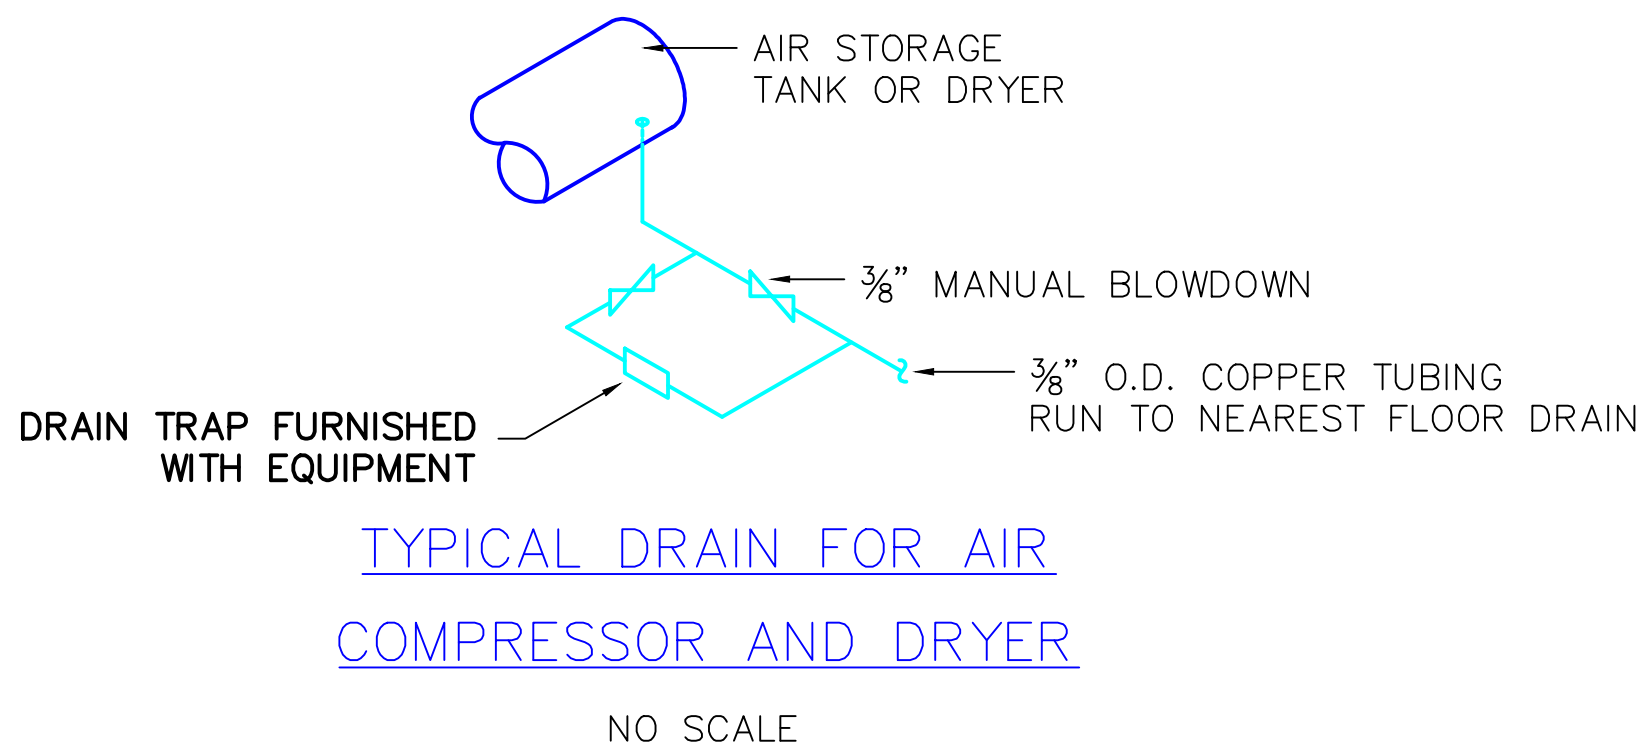 AIR STORAGE
TANK OR DRYER
3/8" MANUAL BLOWDOWN
3/8" O.D. COPPER TUBING
RUN TO NEAREST FLOOR DRAIN
DRAIN TRAP FURNISHED
WITH EQUIPMENT
TYPICAL DRAIN FOR AIR
COMPRESSOR AND DRYER
NO SCALE